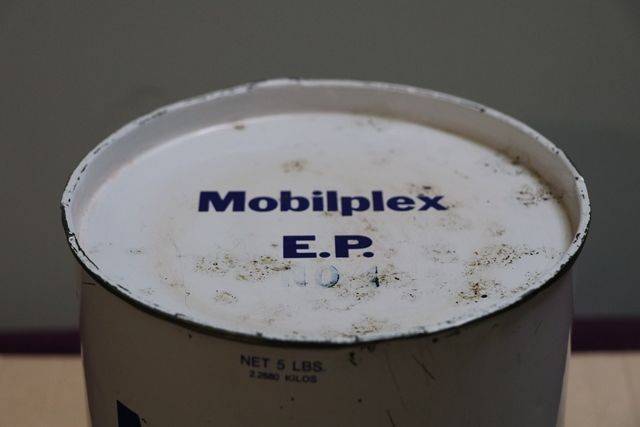 Mobilplex
E.P.
NO 1
NET 5 LBS.
2.2680 KILOS